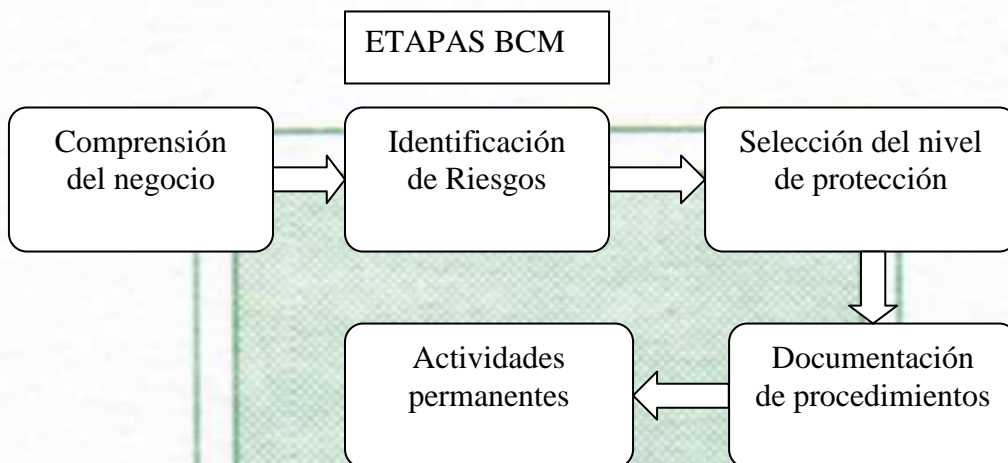 ETAPAS BCM
Comprensión
del negocio
Identificación
de Riesgos
Selección del nivel
de protección
Documentación
de procedimientos
Actividades
permanentes